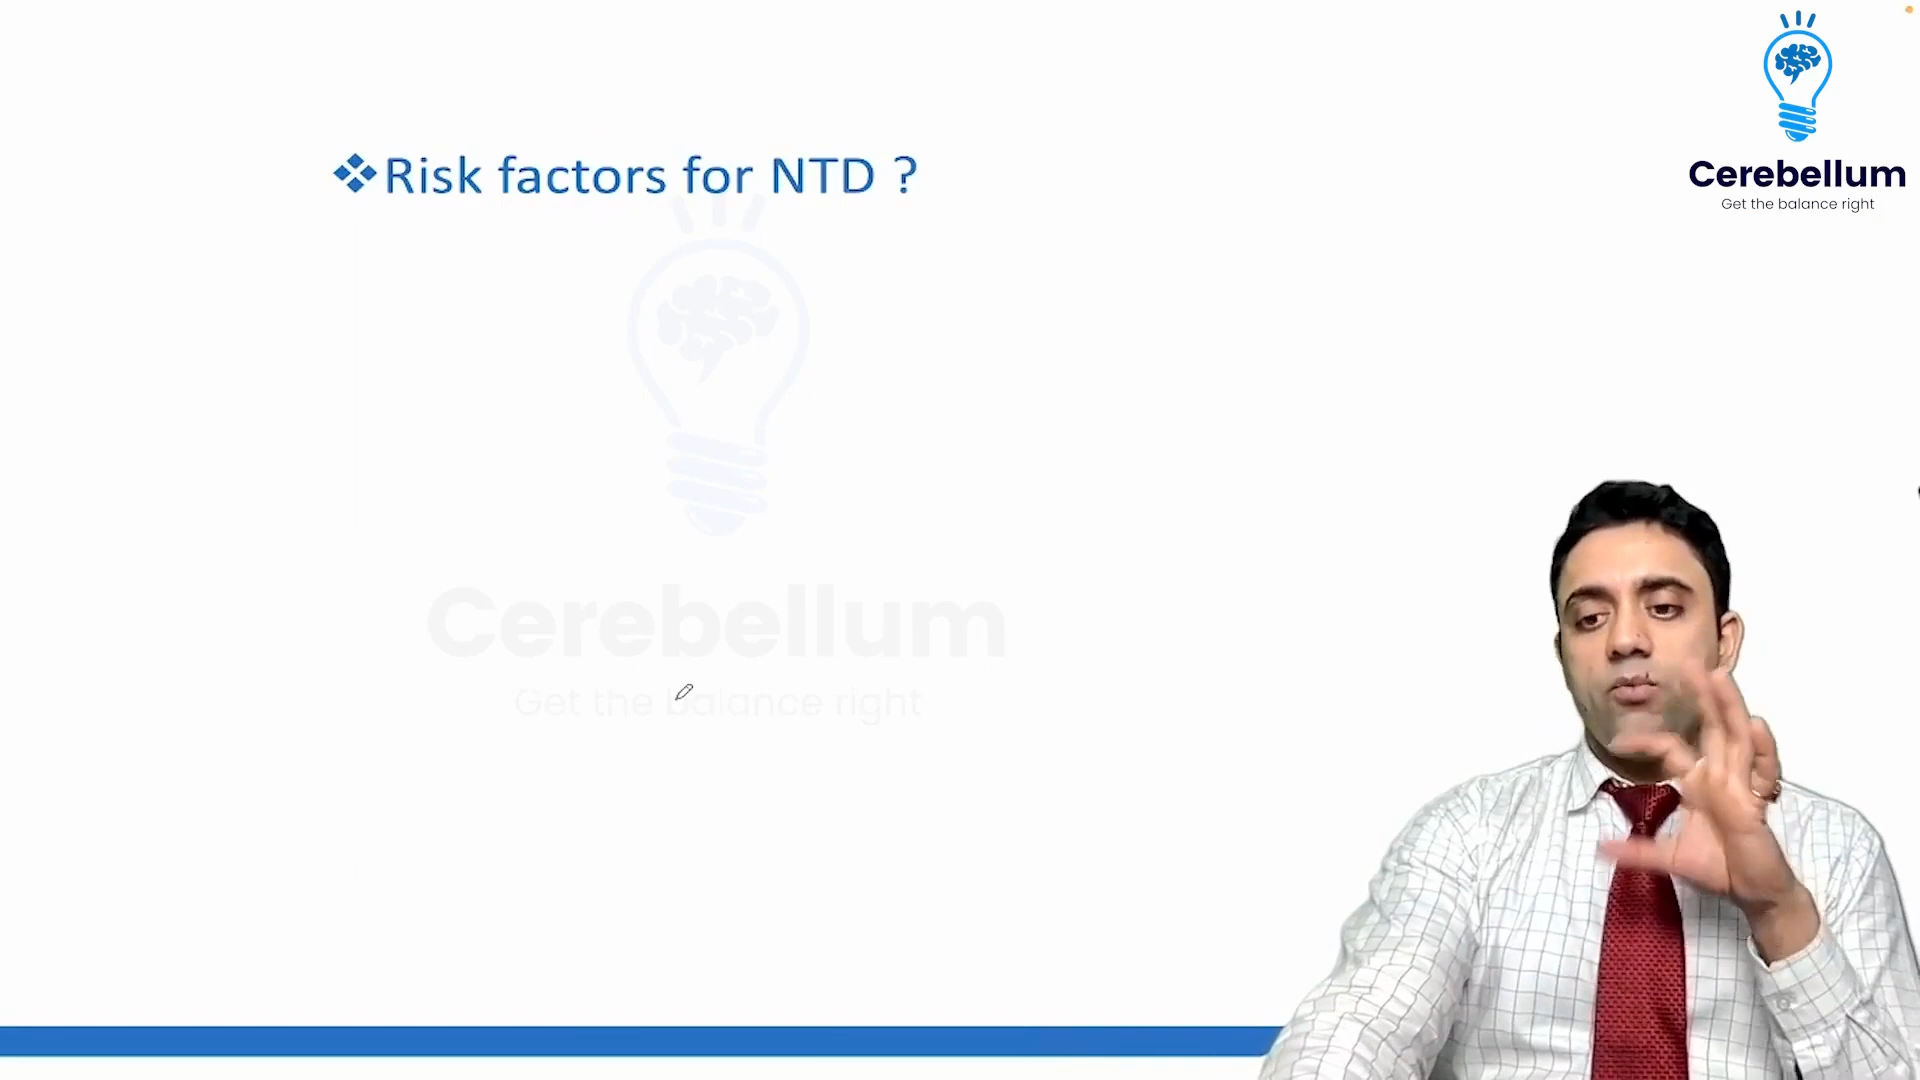 ❖Risk factors for NTD ?
Cerebellum
Get the balance right
Cerebellum
Get the balance right